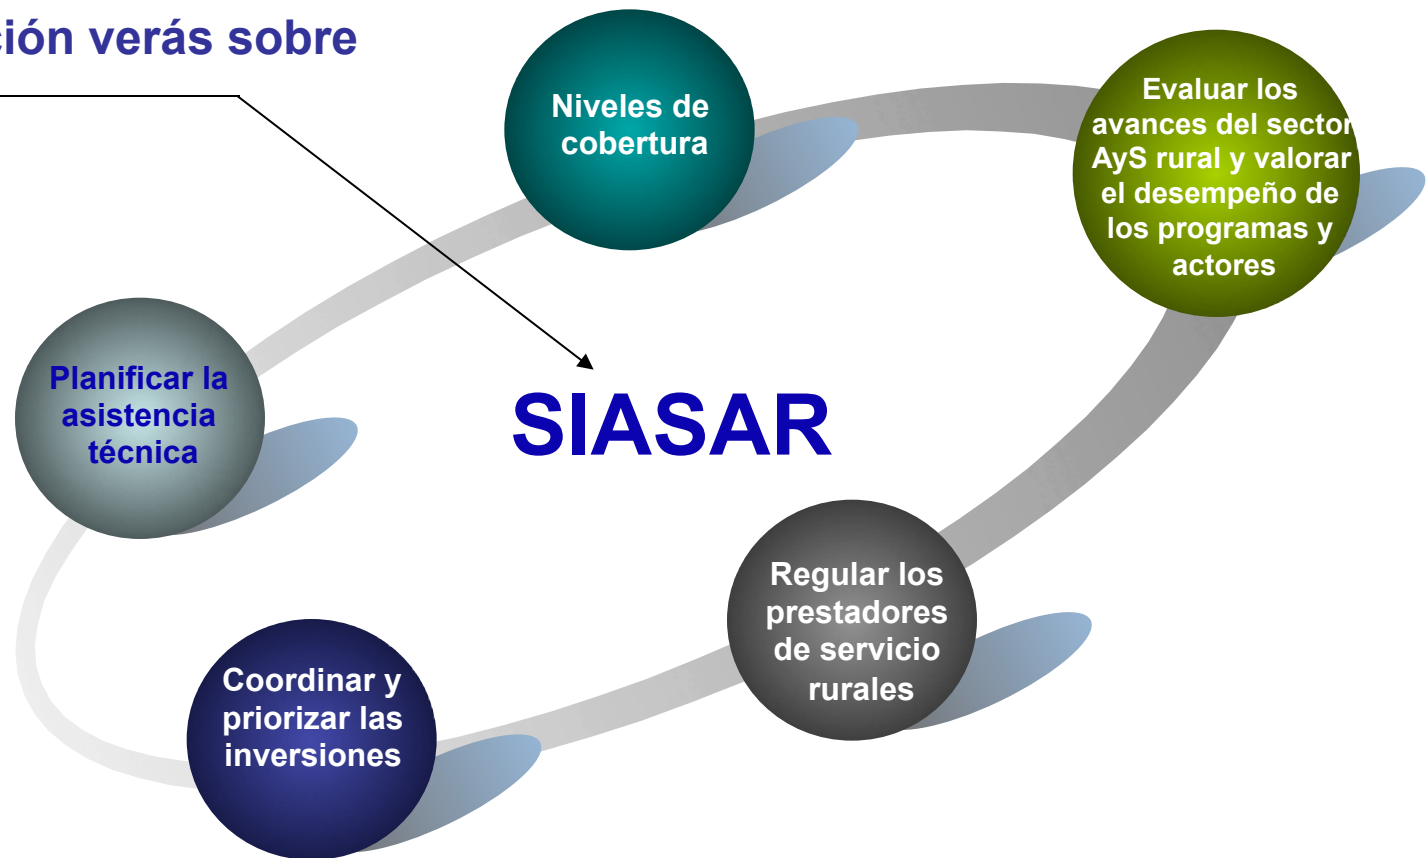 ción verás sobre
Niveles de
cobertura
Evaluar los
avances del sector
AyS rural y valorar
el desempeño de
los programas y
actores
Planificar la
asistencia
técnica
SIASAR
Regular los
prestadores
de servicio
rurales
Coordinar y
priorizar las
inversiones